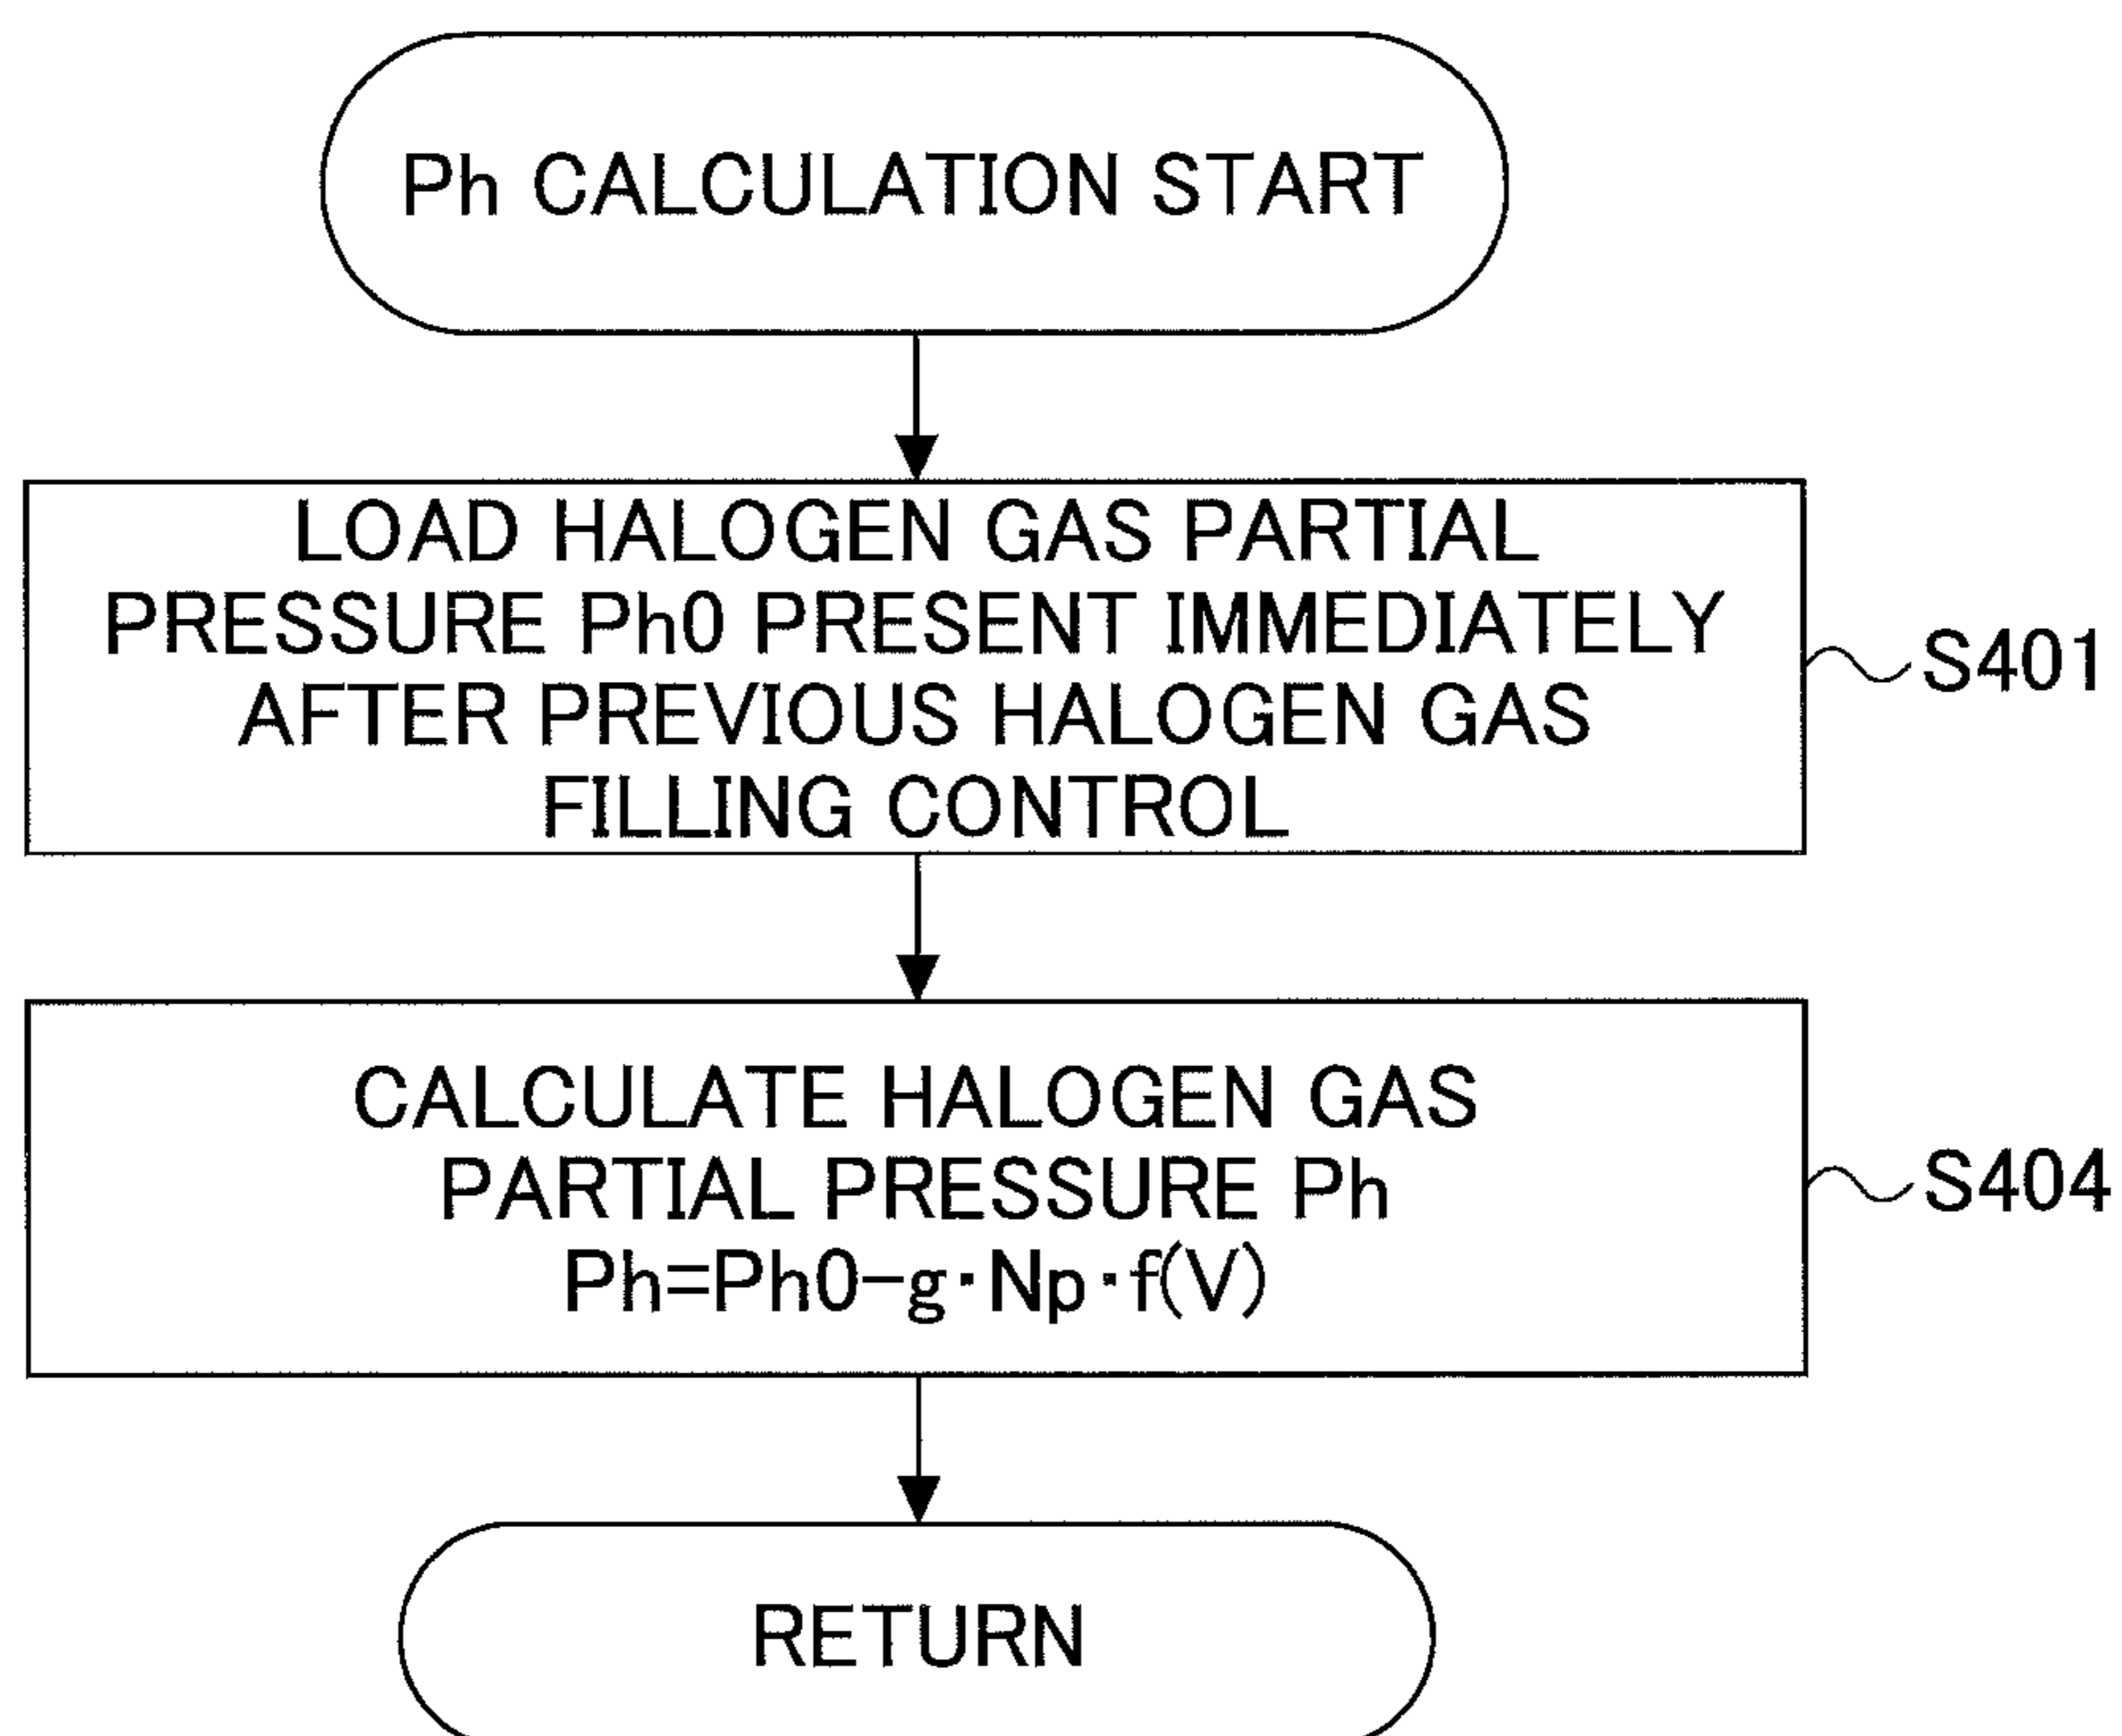 Ph CALCULATION START
LOAD HALOGEN GAS PARTIAL
PRESSURE Ph0 PRESENT IMMEDIATELY
AFTER PREVIOUS HALOGEN GAS
FILLING CONTROL
S401
CALCULATE HALOGEN GAS
PARTIAL PRESSURE Ph
Ph=Ph0-g·Np·f(V)
S404
RETURN